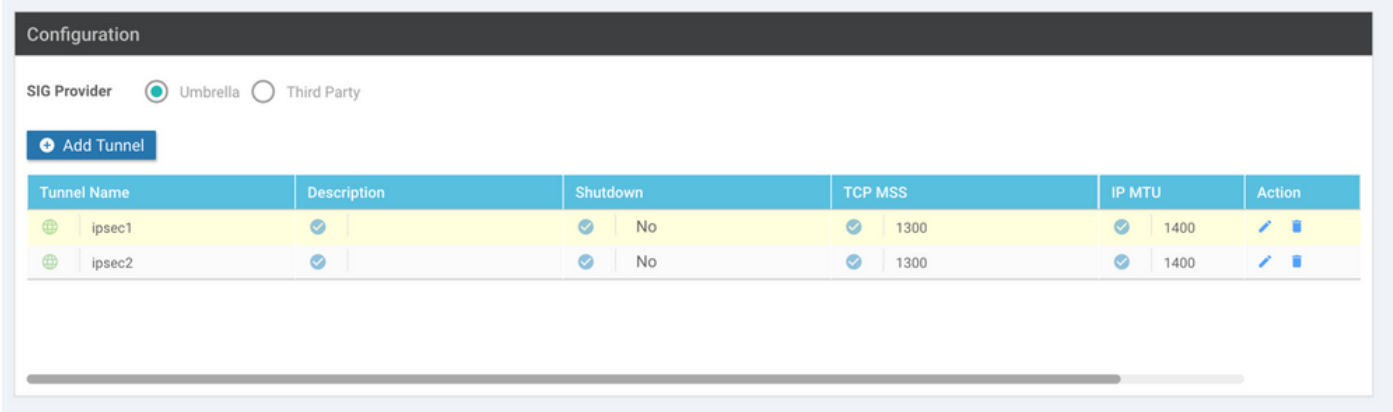 Configuration
SIG Provider Umbrella Third Party
Add Tunnel
Tunnel Name Description Shutdown TCP MSS IP MTU Action
ipsec1 No 1300 1400
ipsec2 No 1300 1400